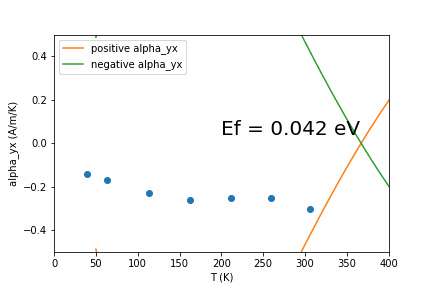 positive alpha_yx
negative alpha_yx
Ef = 0.042 eV
alpha_yx (A/m/K)
0.4
0.2
0.0
−0.2
−0.4
0 50 100 150 200 250 300 350 400
T (K)